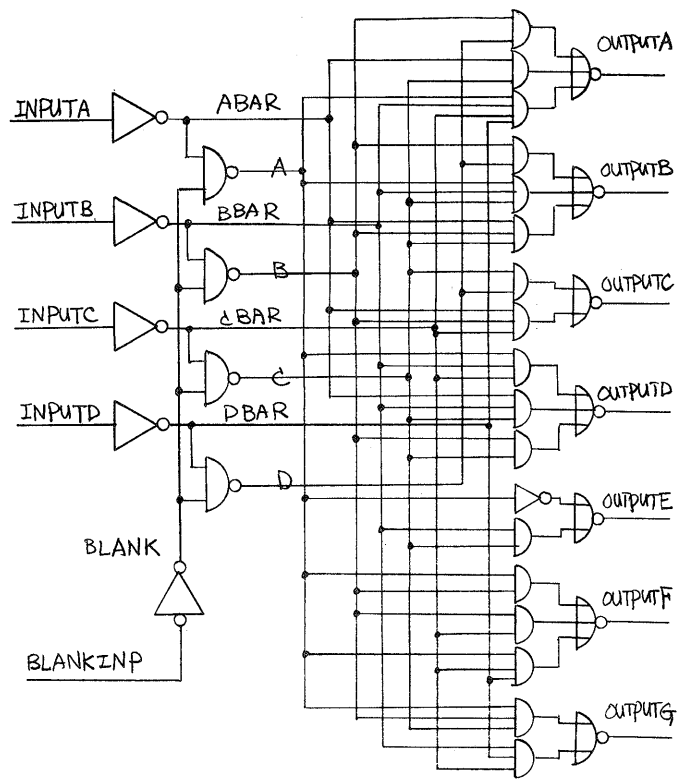 OUTPUTA
INPUTA
ABAR
A
OUTPUTB
INPUTB
BBAR
B
OUTPUTC
INPUTC
CBAR
C
OUTPUTD
INPUTD
DBAR
D
OUTPUTE
BLANK
OUTPUTF
BLANKINP
OUTPUTG